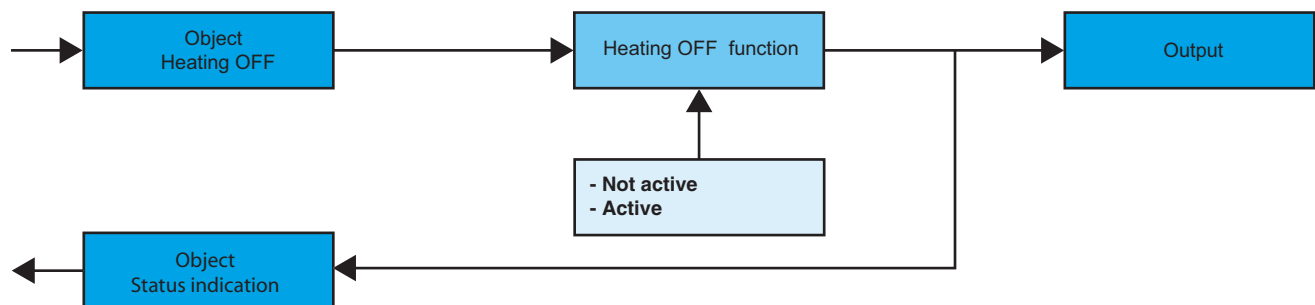 Object
Heating OFF
Heating OFF function
Output
- Not active
- Active
Object
Status indication